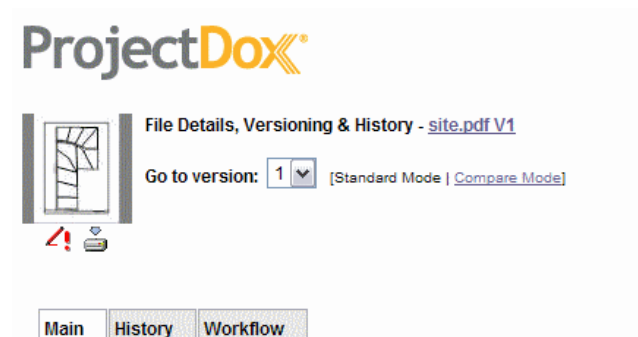 ProjectDox
File Details, Versioning & History - site.pdf V1
Go to version: 1 [Standard Mode | Compare Mode]
Main History Workflow